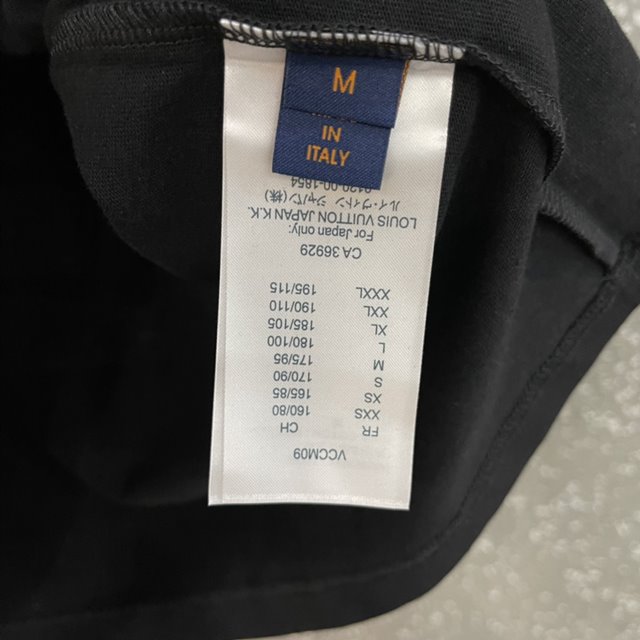 M
IN
ITALY
VCCM09
FR CH
XXS 160/80
XS 165/85
S 170/90
M 175/95
L 180/100
XL 185/105
XXL 190/110
XXXL 195/115
CA 36929
For Japan only:
LOUIS VUITTON JAPAN K.K.
ルイ・ヴィトン ジャパン(株)
0120-00-1854